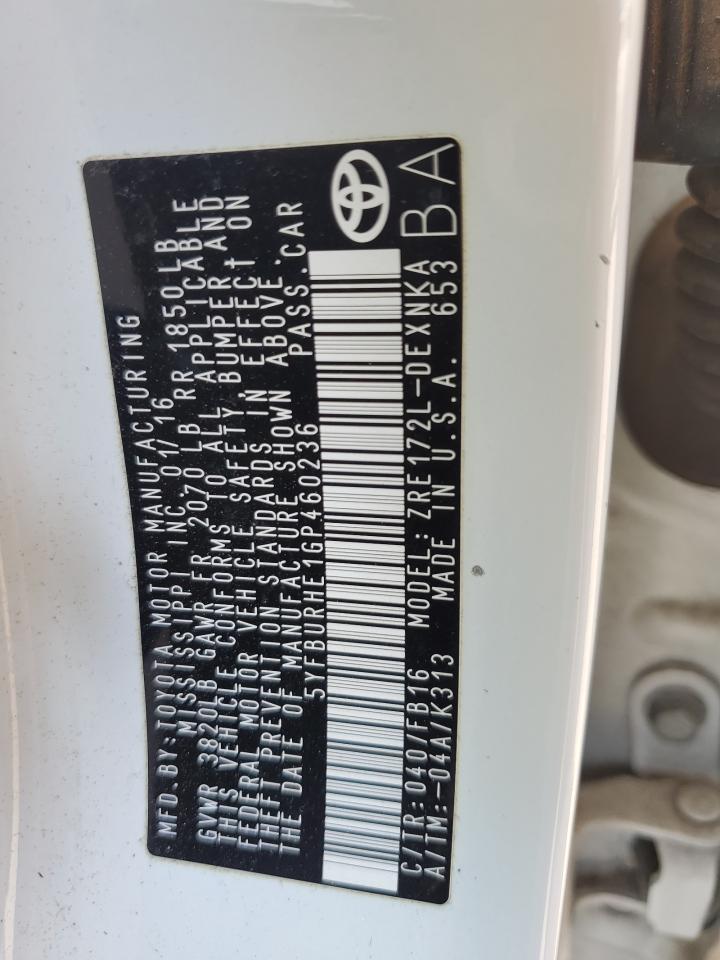 MFD.BY:TOYOTA MOTOR MANUFACTURING
MISSISSIPPI INC. 01/16
GVWR 3820LB GAWR FR 2070 LB RR 1850LB
THIS VEHICLE CONFORMS TO ALL APPLICABLE
FEDERAL MOTOR VEHICLE SAFETY, BUMPER AND
THEFT PREVENTION STANDARDS IN EFFECT ON
THE DATE OF MANUFACTURE SHOWN ABOVE.
5YFBURHE1GP460236 PASS.CAR
C/TR:040/FB16 MODEL:ZRE172L-DEXNKA
A/TM:-04A/K313 MADE IN U.S.A. 653
BA